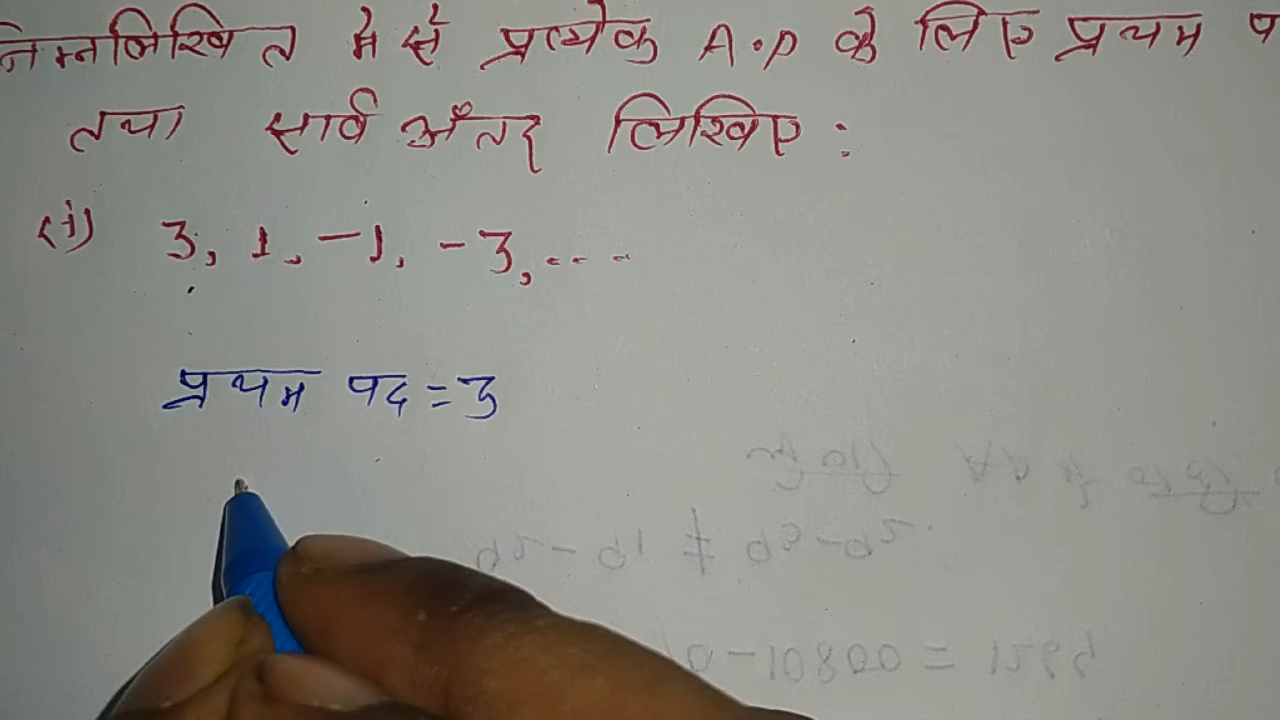 निम्नलिखित मे से प्रत्येक A.P के लिए प्रथम प
तथा सार्व अँतर लिखिए :
(i) 3, 1, -1, -3, ....
प्रथम पद = 3